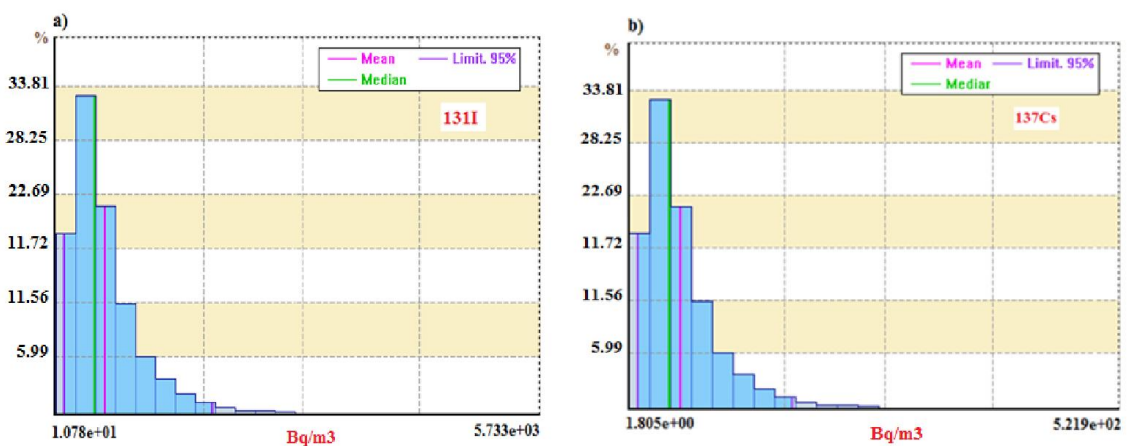 a)
%
Mean Limit. 95%
Median
33.81
131I
28.25
22.69
11.72
11.56
5.99
1.078e+01 5.733e+03
Bq/m3
b)
%
Mean Limit. 95%
Mediar
33.81
137Cs
28.25
22.69
11.72
11.56
5.99
1.805e+00 5.219e+02
Bq/m3